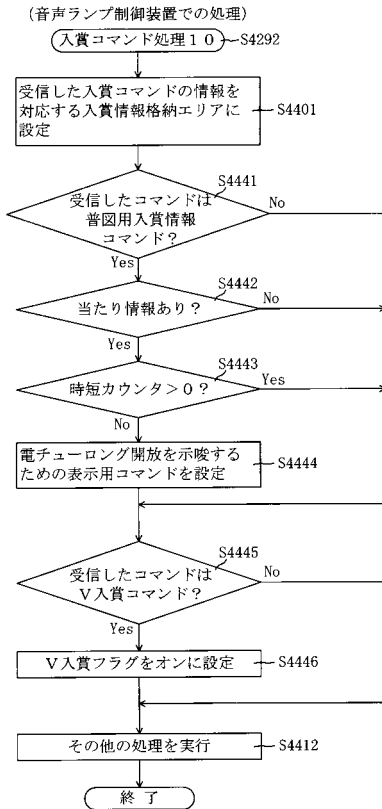 (音声ランプ制御装置での処理)
入賞コマンド処理10
S4292
受信した入賞コマンドの情報を
対応する入賞情報格納エリアに
設定
S4401
S4441
受信したコマンドは
普図用入賞情報
コマンド?
No
Yes
S4442
当たり情報あり?
No
Yes
S4443
時短カウンタ>0?
Yes
No
電チューロング開放を示唆する
ための表示用コマンドを設定
S4444
S4445
受信したコマンドは
V入賞コマンド?
No
Yes
V入賞フラグをオンに設定
S4446
その他の処理を実行
S4412
終了